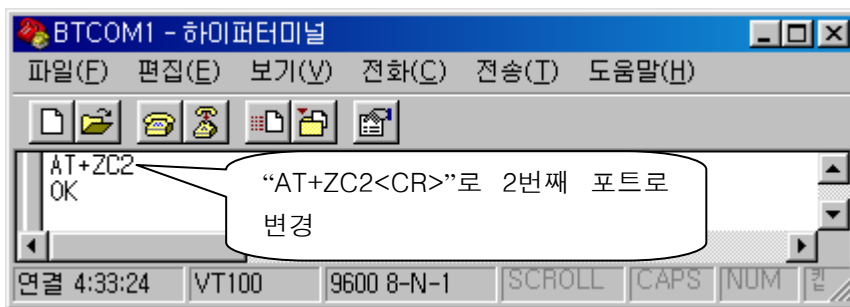 BTCOM1 - 하이퍼터미널
파일(F) 편집(E) 보기(V) 전화(C) 전송(T) 도움말(H)
AT+ZC2
OK
“AT+ZC2<CR>”로 2번째 포트로
변경
연결 4:33:24 VT100 9600 8-N-1 SCROLL CAPS NUM